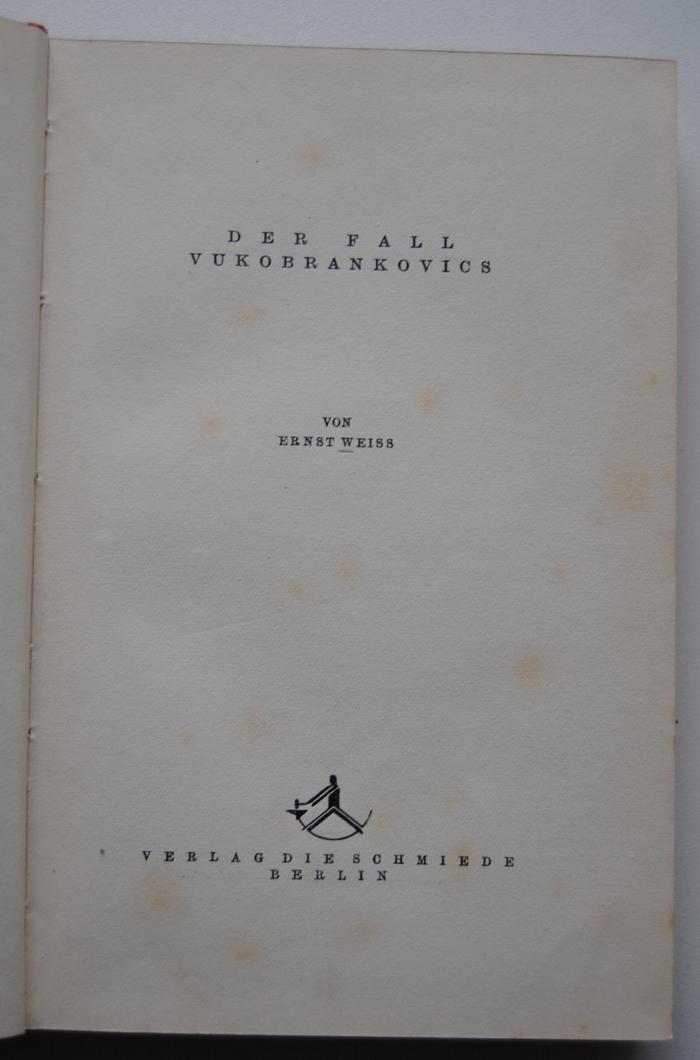 DER FALL
VUKOBRANKOVICS
VON
ERNST WEISS
VERLAG DIE SCHMIEDE
BERLIN